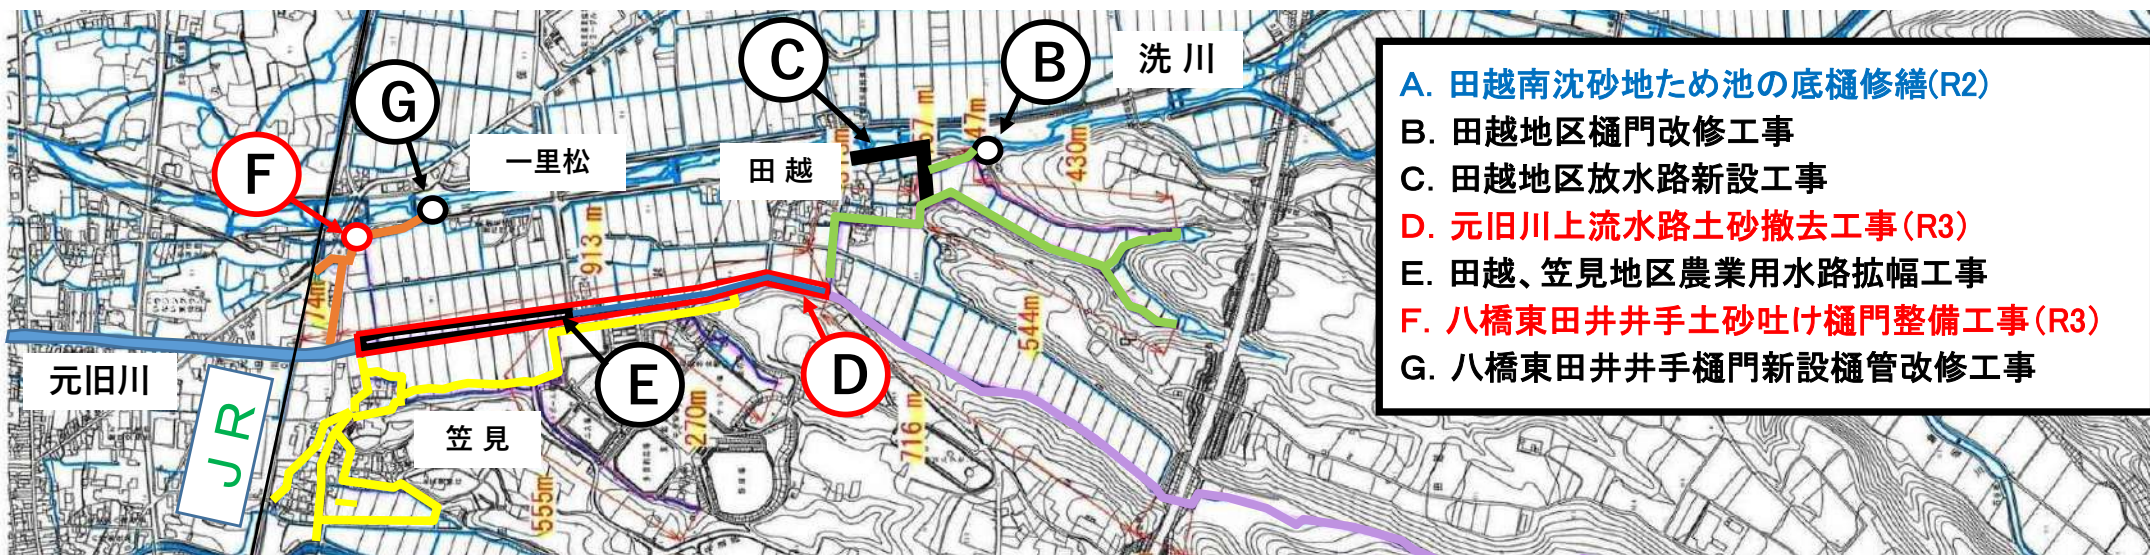 C
B
洗川
G
一里松
F
田越
315m
57m
47m
430m
913m
774m
544m
E
D
元旧川
JR
笠見
270m
716m
555m
A. 田越南沈砂地ため池の底樋修繕(R2)
B. 田越地区樋門改修工事
C. 田越地区放水路新設工事
D. 元旧川上流水路土砂撤去工事(R3)
E. 田越、笠見地区農業用水路拡幅工事
F. 八橋東田井井手土砂吐け樋門整備工事(R3)
G. 八橋東田井井手樋門新設樋管改修工事